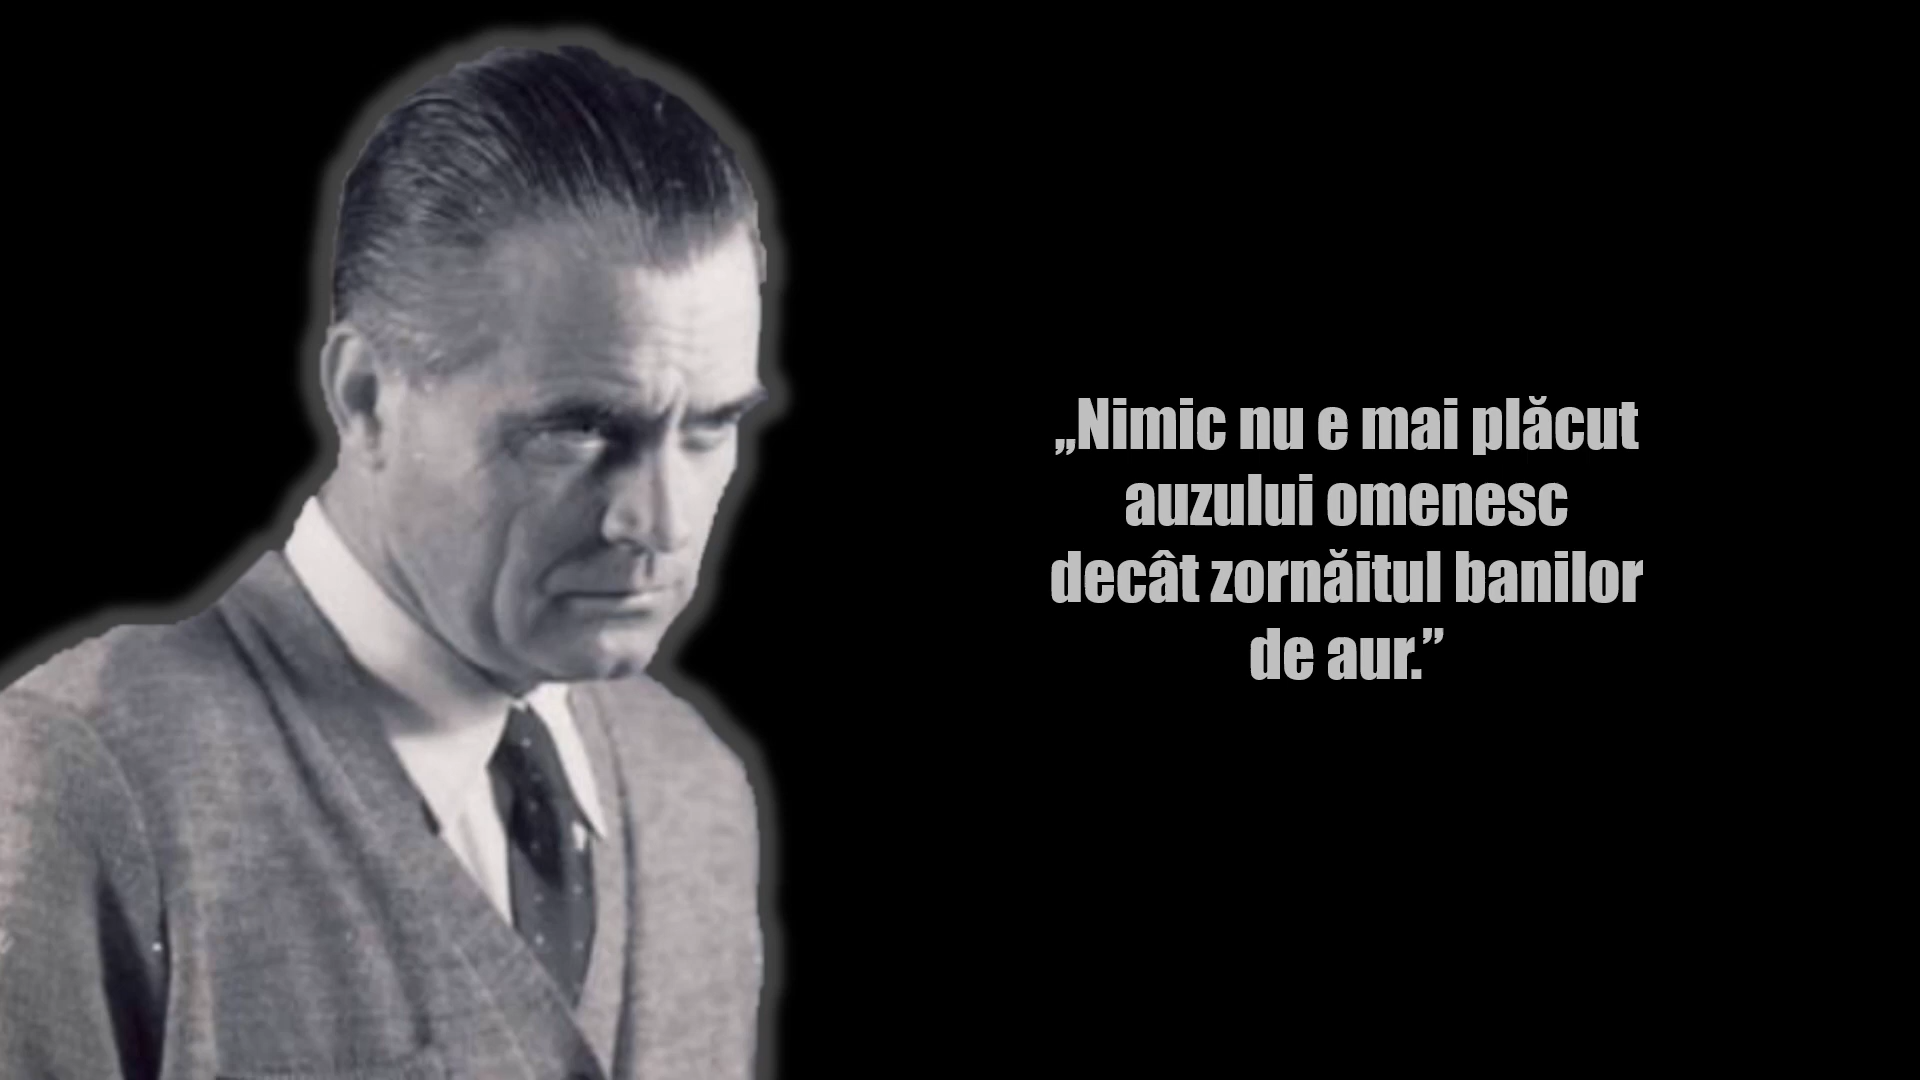 „Nimic nu e mai plăcut
auzului omenesc
decât zornăitul banilor
de aur.”